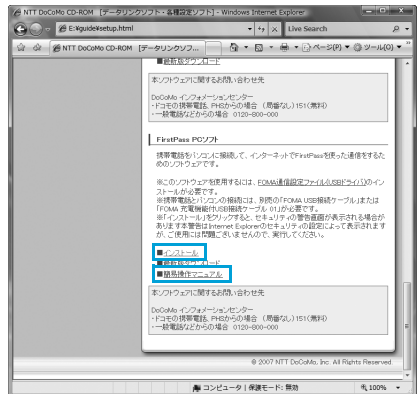 NTT DoCoMo CD-ROM [データリンクソフト・各種設定ソフト] - Windows Internet Explorer
E:¥guide¥setup.html
Live Search
NTT DoCoMo CD-ROM [データリンクソフ...
ページ(P) ツール(O)
■最新版ダウンロード
本ソフトウェアに関するお問い合わせ先
DoCoMo インフォメーションセンター
・ドコモの携帯電話、PHSからの場合 (局番なし)151(無料)
・一般電話などからの場合 0120-800-000
FirstPass PCソフト
携帯電話をパソコンに接続して、インターネットでFirstPassを使った通信をするた
めのソフトウェアです。
※このソフトウェアを使用するには、FOMA通信設定ファイル(USBドライバ)のイン
ストールが必要です。
※携帯電話とパソコンの接続には、別売の「FOMA USB接続ケーブル」または
「FOMA 充電機能付USB接続ケーブル 01」が必要です。
※「インストール」をクリックすると、セキュリティの警告画面が表示される場合が
あります本警告はInternet Explorerのセキュリティの設定によって表示されます
が、ご使用には問題ございませんので、実行してください。
■インストール
■最新版ダウンロード
■簡易操作マニュアル
本ソフトウェアに関するお問い合わせ先
DoCoMo インフォメーションセンター
・ドコモの携帯電話、PHSからの場合 (局番なし)151(無料)
・一般電話などからの場合 0120-800-000
© 2007 NTT DoCoMo, Inc. All Rights Reserved.
コンピュータ | 保護モード: 無効
100%